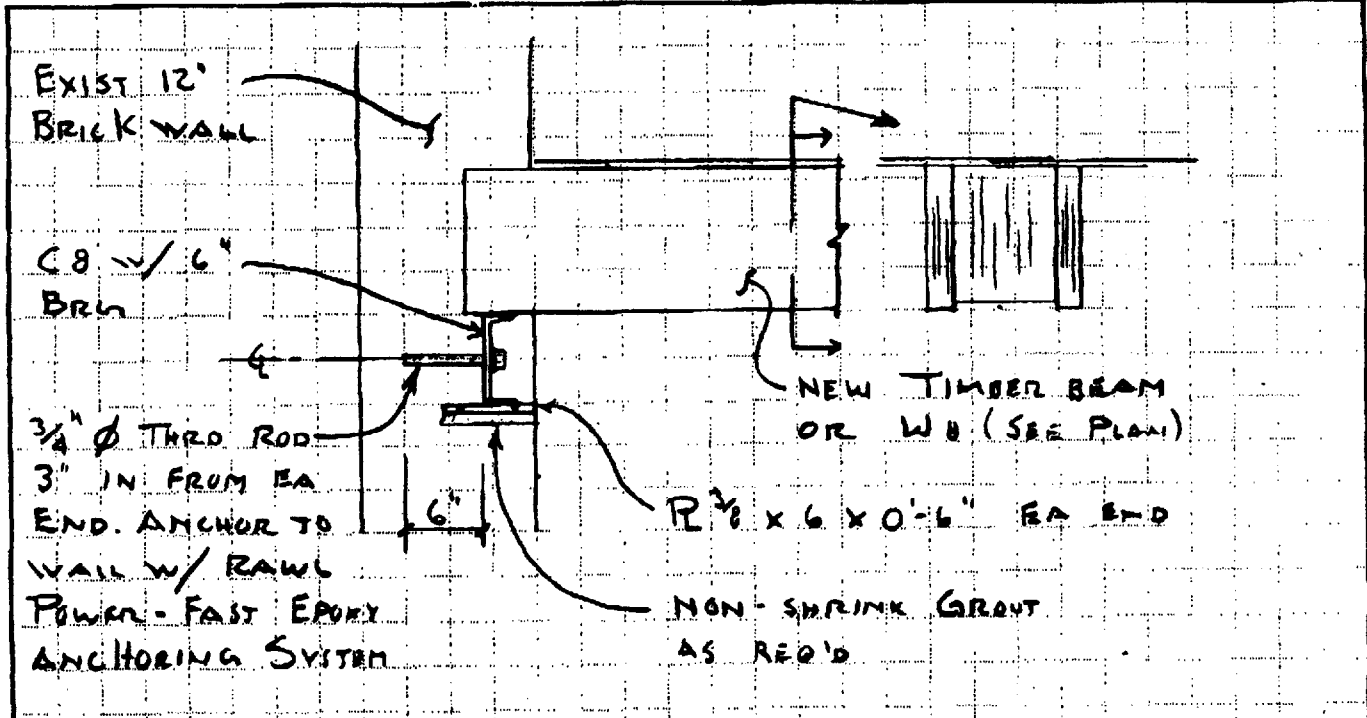 EXIST 12"
BRICK WALL
C8 W/ 6"
BRG
℄
3/4" Ø THRD ROD
3" IN FROM EA
END. ANCHOR TO
WALL W/ RAWL
POWER-FAST EPOXY
ANCHORING SYSTEM
6"
NEW TIMBER BEAM
OR W8 (SEE PLAN)
PL 3/8 x 6 x 0'-6" EA END
NON-SHRINK GROUT
AS REQ'D